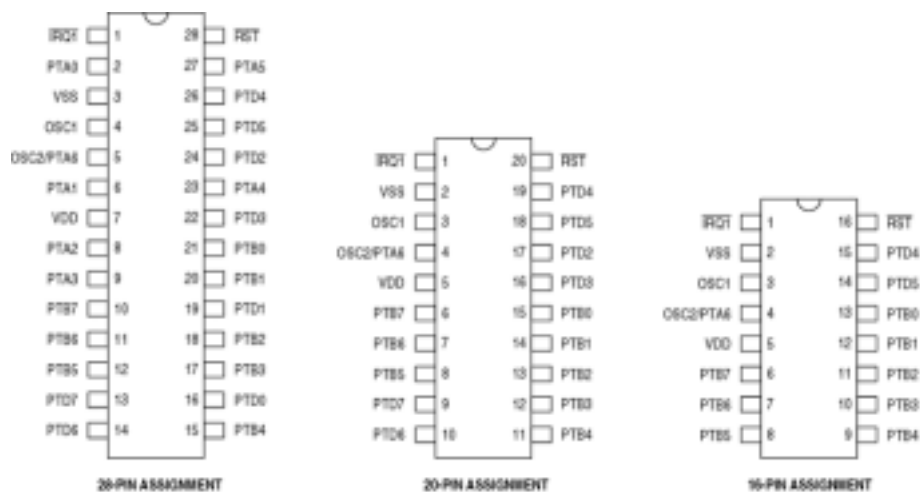 IRQ1 1 28 RST
PTA0 2 27 PTA5
VSS 3 26 PTD4
OSC1 4 25 PTD5
OSC2/PTA6 5 24 PTD2
PTA1 6 23 PTA4
VDD 7 22 PTD3
PTA2 8 21 PTB0
PTA3 9 20 PTB1
PTB7 10 19 PTD1
PTB6 11 18 PTB2
PTB5 12 17 PTB3
PTD7 13 16 PTD0
PTD6 14 15 PTB4
28-PIN ASSIGNMENT
IRQ1 1 20 RST
VSS 2 19 PTD4
OSC1 3 18 PTD5
OSC2/PTA6 4 17 PTD2
VDD 5 16 PTD3
PTB7 6 15 PTB0
PTB6 7 14 PTB1
PTB5 8 13 PTB2
PTD7 9 12 PTB3
PTD6 10 11 PTB4
20-PIN ASSIGNMENT
IRQ1 1 16 RST
VSS 2 15 PTD4
OSC1 3 14 PTD5
OSC2/PTA6 4 13 PTB0
VDD 5 12 PTB1
PTB7 6 11 PTB2
PTB6 7 10 PTB3
PTB5 8 9 PTB4
16-PIN ASSIGNMENT